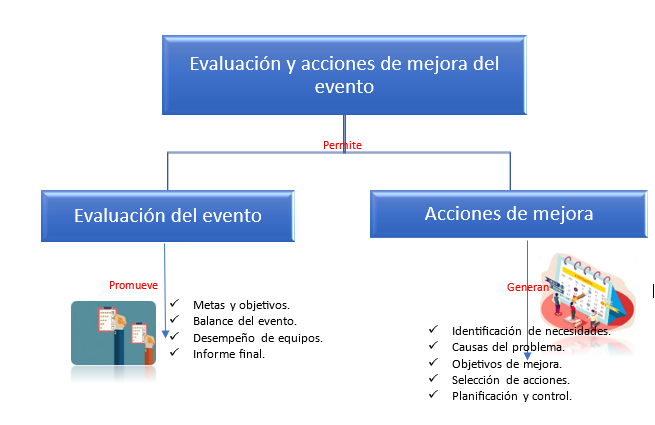 Evaluación y acciones de mejora del
evento
Permite
Evaluación del evento
Acciones de mejora
Promueve
Metas y objetivos.
Balance del evento.
Desempeño de equipos.
Informe final.
Generan
Identificación de necesidades.
Causas del problema.
Objetivos de mejora.
Selección de acciones.
Planificación y control.